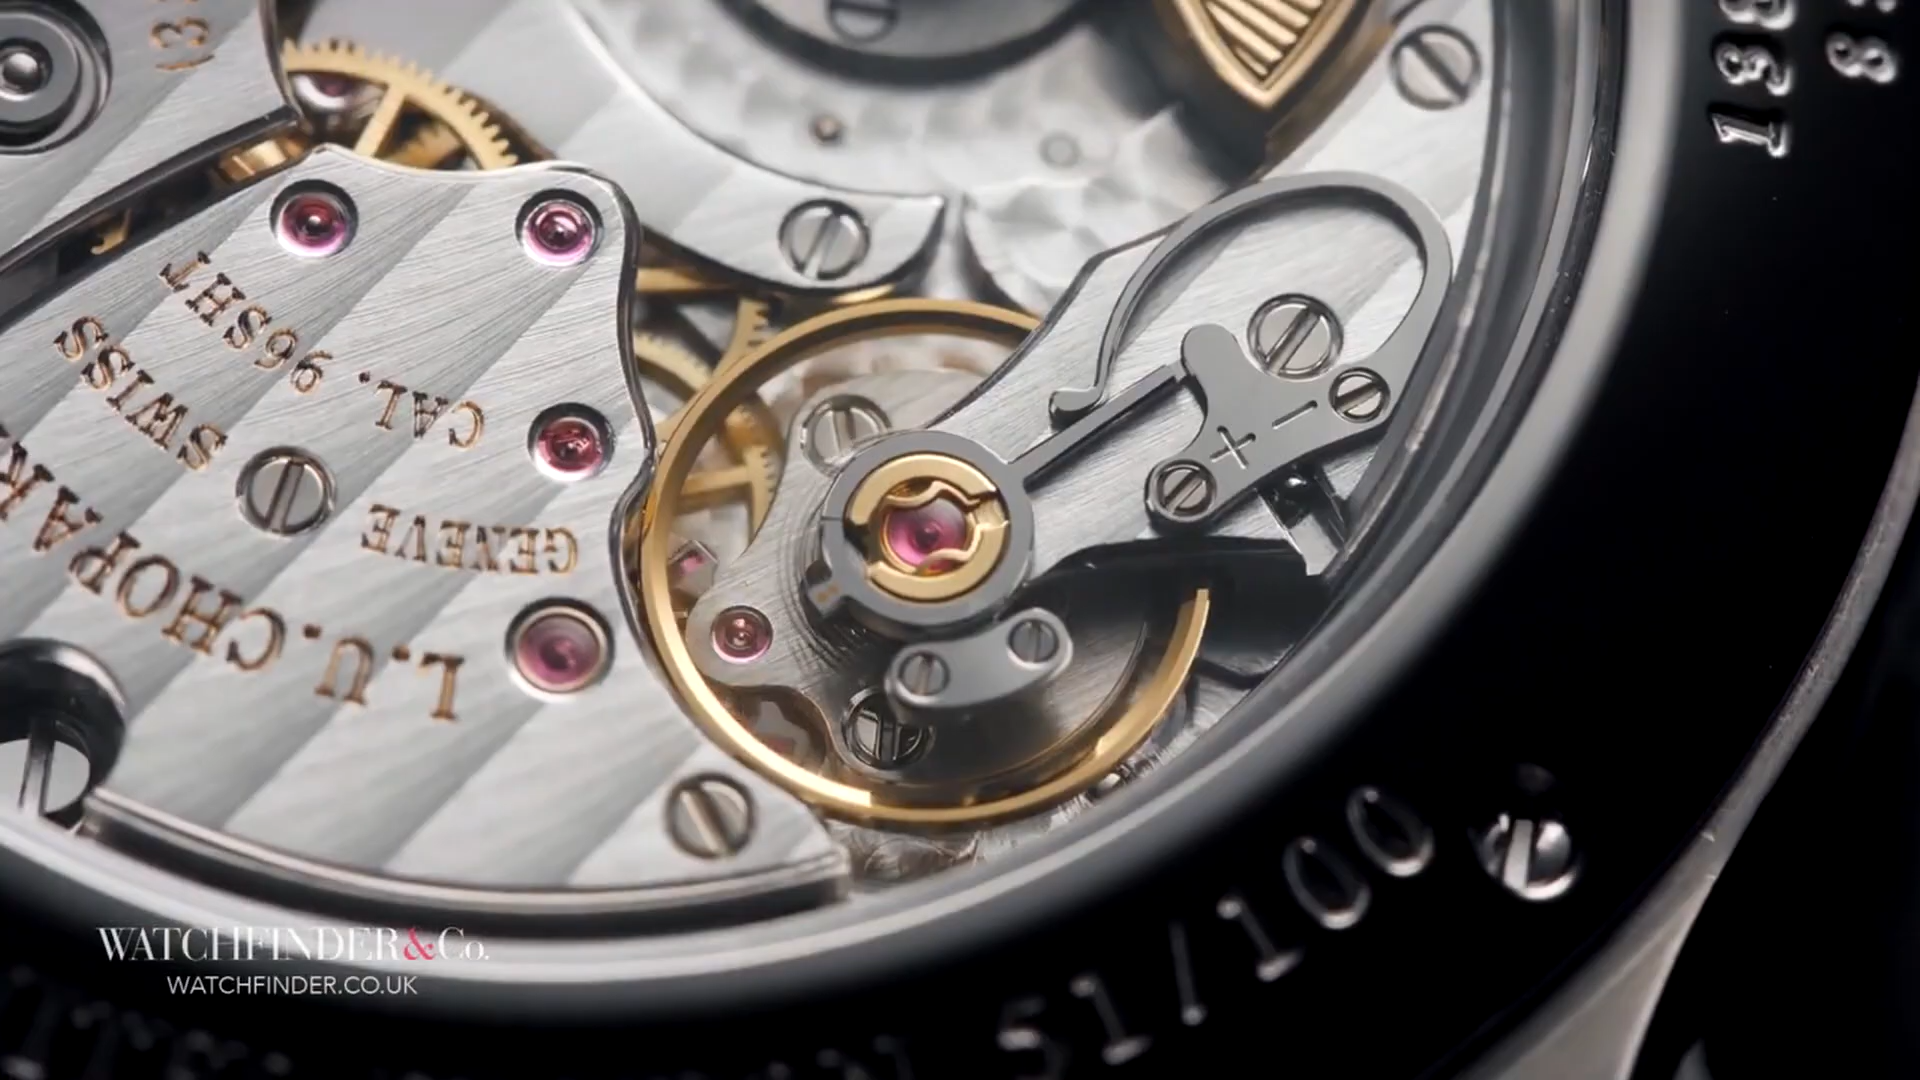 L.U.CHOPARD
GENEVE
SWISS
CAL. 96SHT
+ −
51/100
WATCHFINDER&Co.
WATCHFINDER.CO.UK